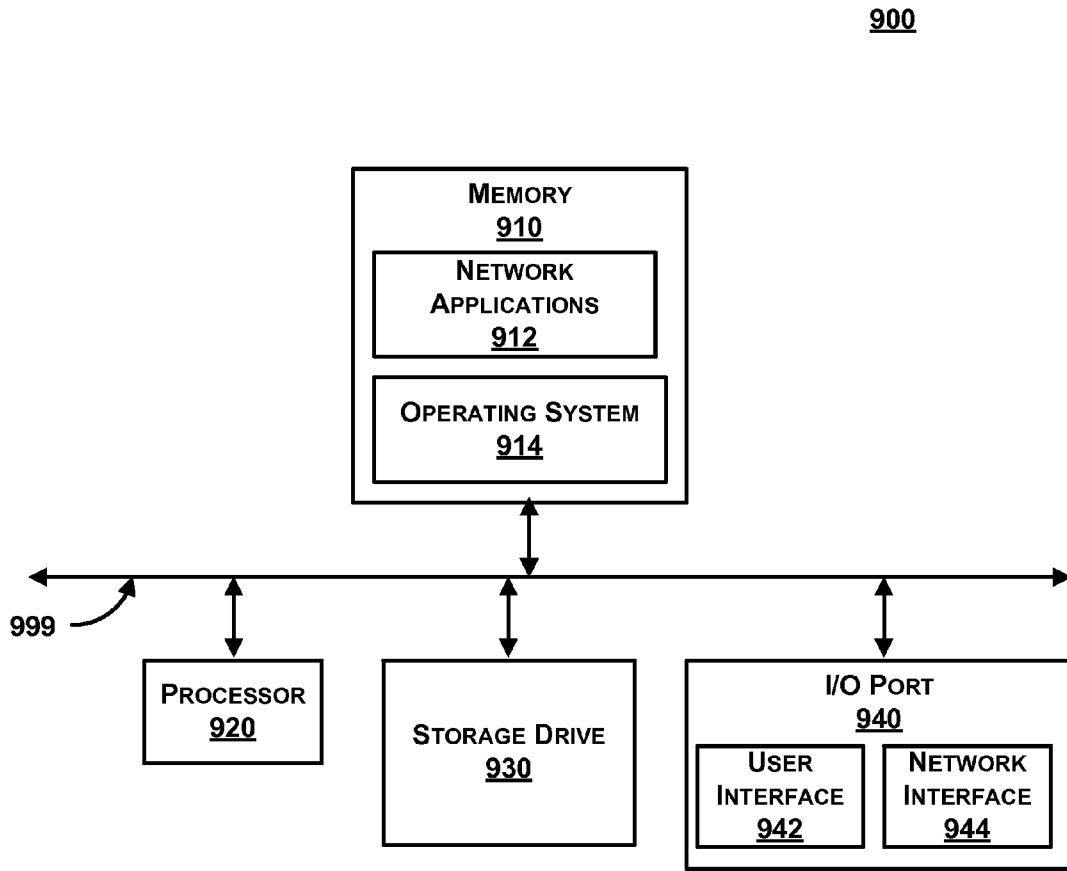 900
MEMORY
910
NETWORK
APPLICATIONS
912
OPERATING SYSTEM
914
999
PROCESSOR
920
STORAGE DRIVE
930
I/O PORT
940
USER
INTERFACE
942
NETWORK
INTERFACE
944